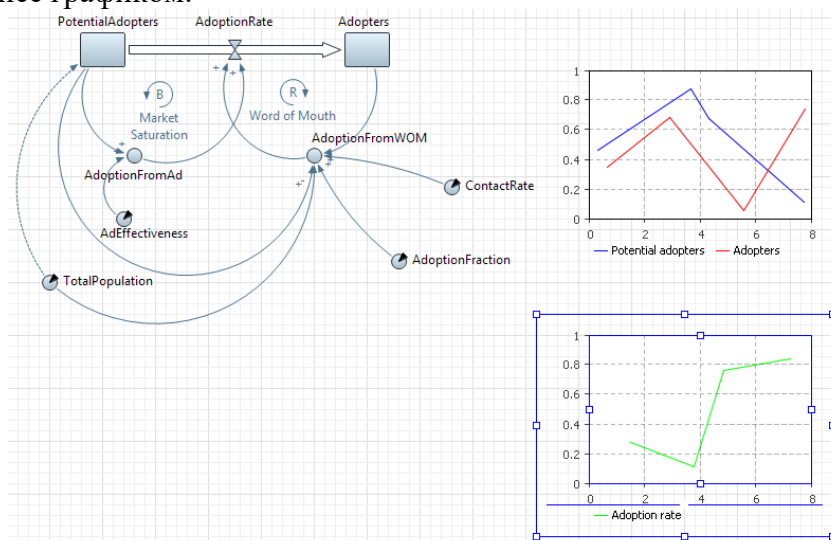 нее графиком.
PotentialAdopters AdoptionRate Adopters
+ +
B R
Market Saturation
Word of Mouth
+ AdoptionFromWOM
AdoptionFromAd
+
+ -
ContactRate
AdEffectiveness
AdoptionFraction
TotalPopulation
1
0.8
0.6
0.4
0.2
0
0 2 4 6 8
Potential adopters Adopters
1
0.8
0.6
0.4
0.2
0
0 2 4 6 8
Adoption rate